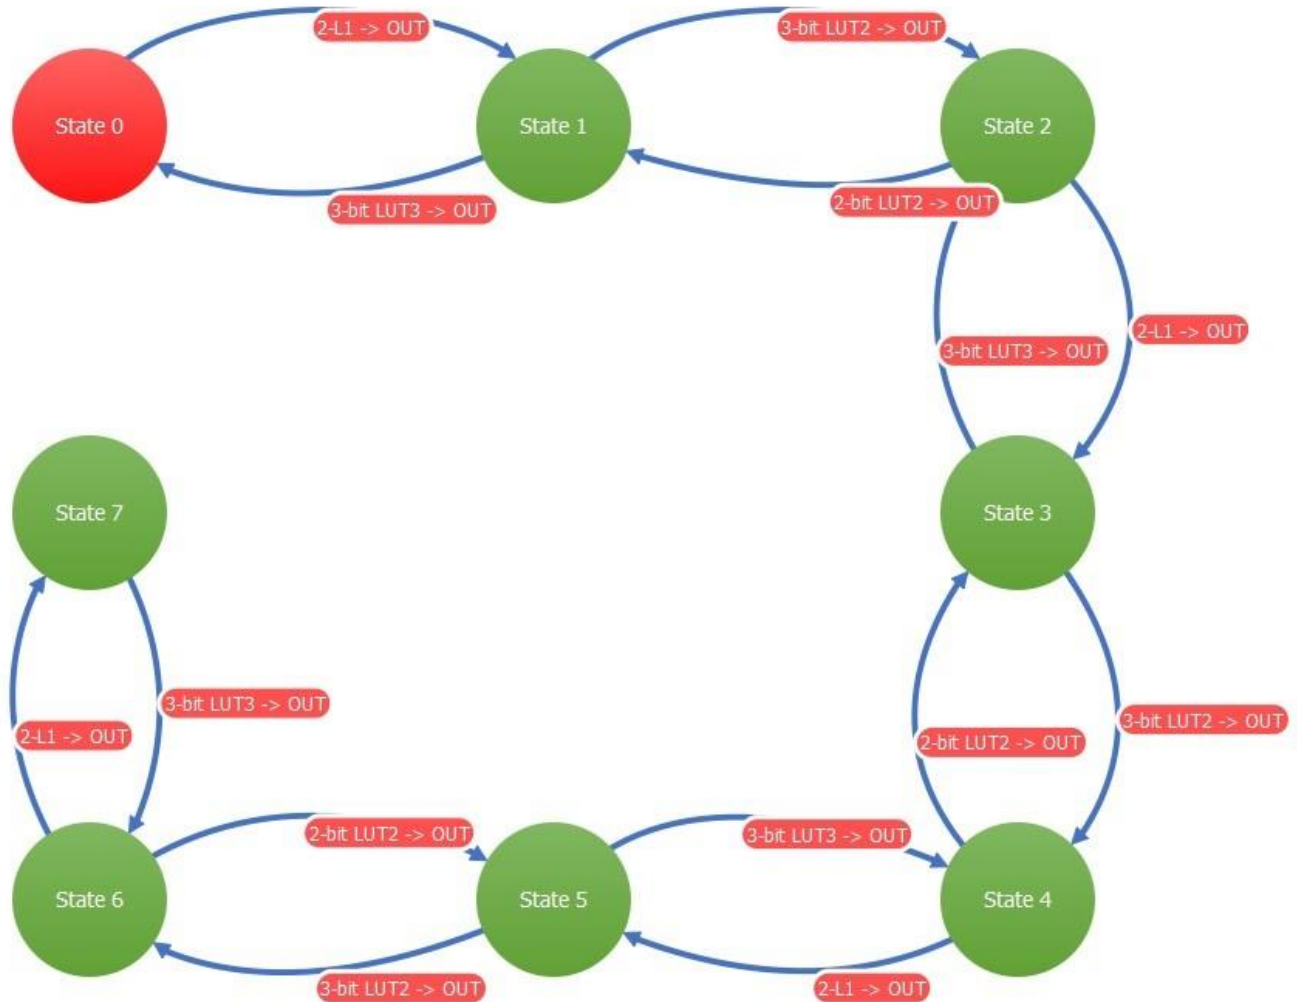 2-L1 -> OUT
3-bit LUT2 -> OUT
State 0
State 1
State 2
3-bit LUT3 -> OUT
2-bit LUT2 -> OUT
2-L1 -> OUT
3-bit LUT3 -> OUT
State 7
State 3
3-bit LUT3 -> OUT
2-L1 -> OUT
2-bit LUT2 -> OUT
3-bit LUT2 -> OUT
2-bit LUT2 -> OUT
3-bit LUT3 -> OUT
State 6
State 5
State 4
3-bit LUT2 -> OUT
2-L1 -> OUT